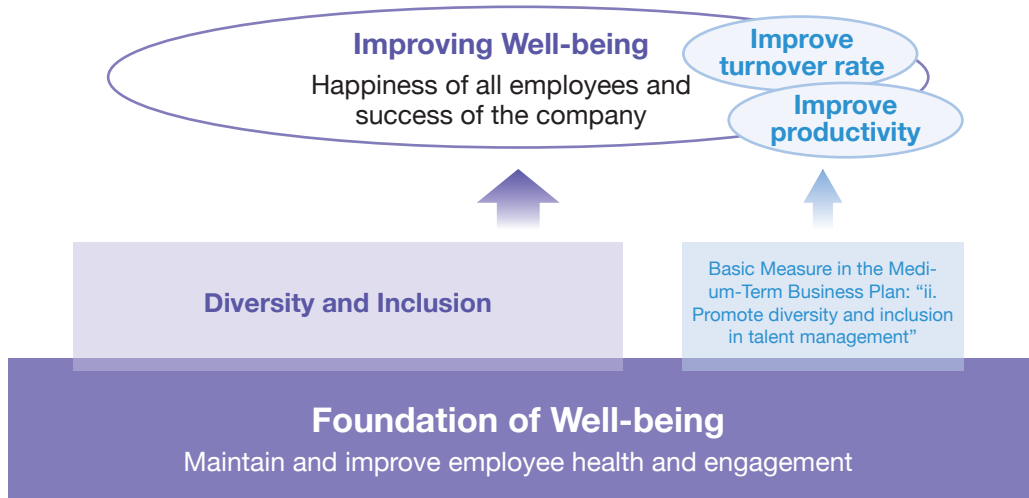 Improving Well-being
Happiness of all employees and
success of the company
Improve
turnover rate
Improve
productivity
Diversity and Inclusion
Basic Measure in the Medi-
um-Term Business Plan: “ii.
Promote diversity and inclusion
in talent management”
Foundation of Well-being
Maintain and improve employee health and engagement